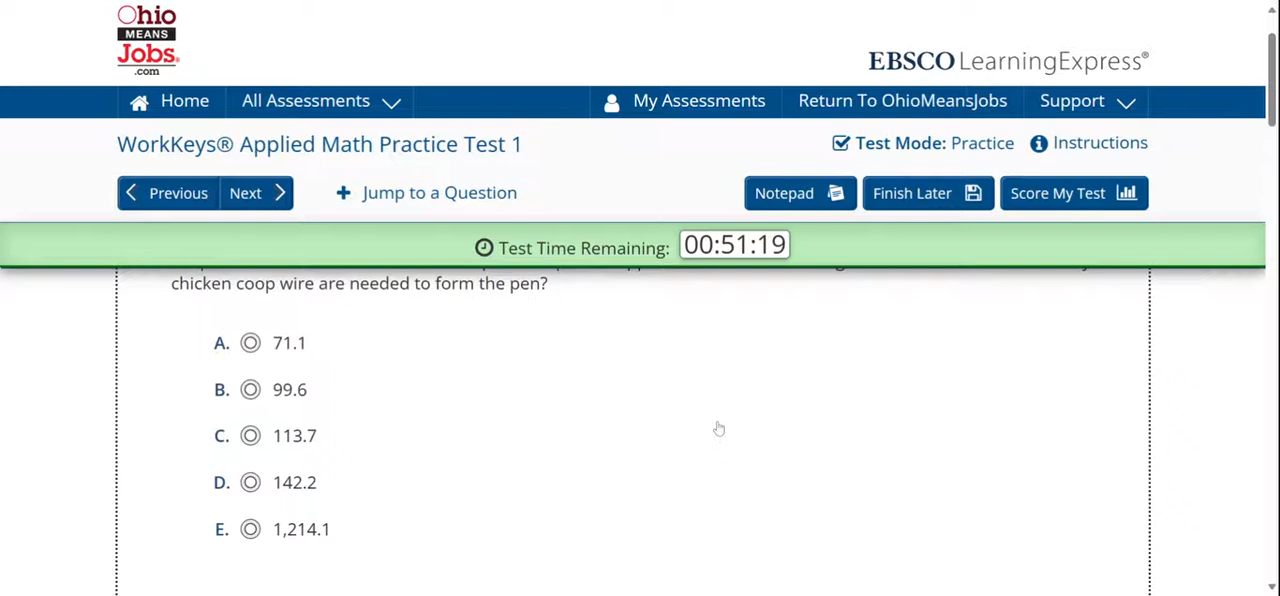 Ohio
MEANS
Jobs.
.com
EBSCO LearningExpress®
Home All Assessments My Assessments Return To OhioMeansJobs Support
WorkKeys® Applied Math Practice Test 1 Test Mode: Practice Instructions
Previous Next + Jump to a Question Notepad Finish Later Score My Test
Test Time Remaining: 00:51:19
chicken coop wire are needed to form the pen?
A. 71.1
B. 99.6
C. 113.7
D. 142.2
E. 1,214.1